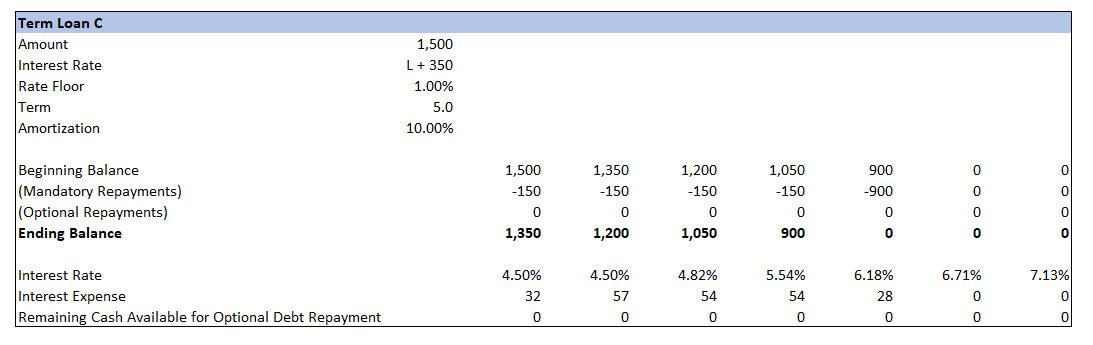 Term Loan C
Amount 1,500
Interest Rate L + 350
Rate Floor 1.00%
Term 5.0
Amortization 10.00%
Beginning Balance 1,500 1,350 1,200 1,050 900 0 0
(Mandatory Repayments) -150 -150 -150 -150 -900 0 0
(Optional Repayments) 0 0 0 0 0 0 0
Ending Balance 1,350 1,200 1,050 900 0 0 0
Interest Rate 4.50% 4.50% 4.82% 5.54% 6.18% 6.71% 7.13%
Interest Expense 32 57 54 54 28 0 0
Remaining Cash Available for Optional Debt Repayment 0 0 0 0 0 0 0